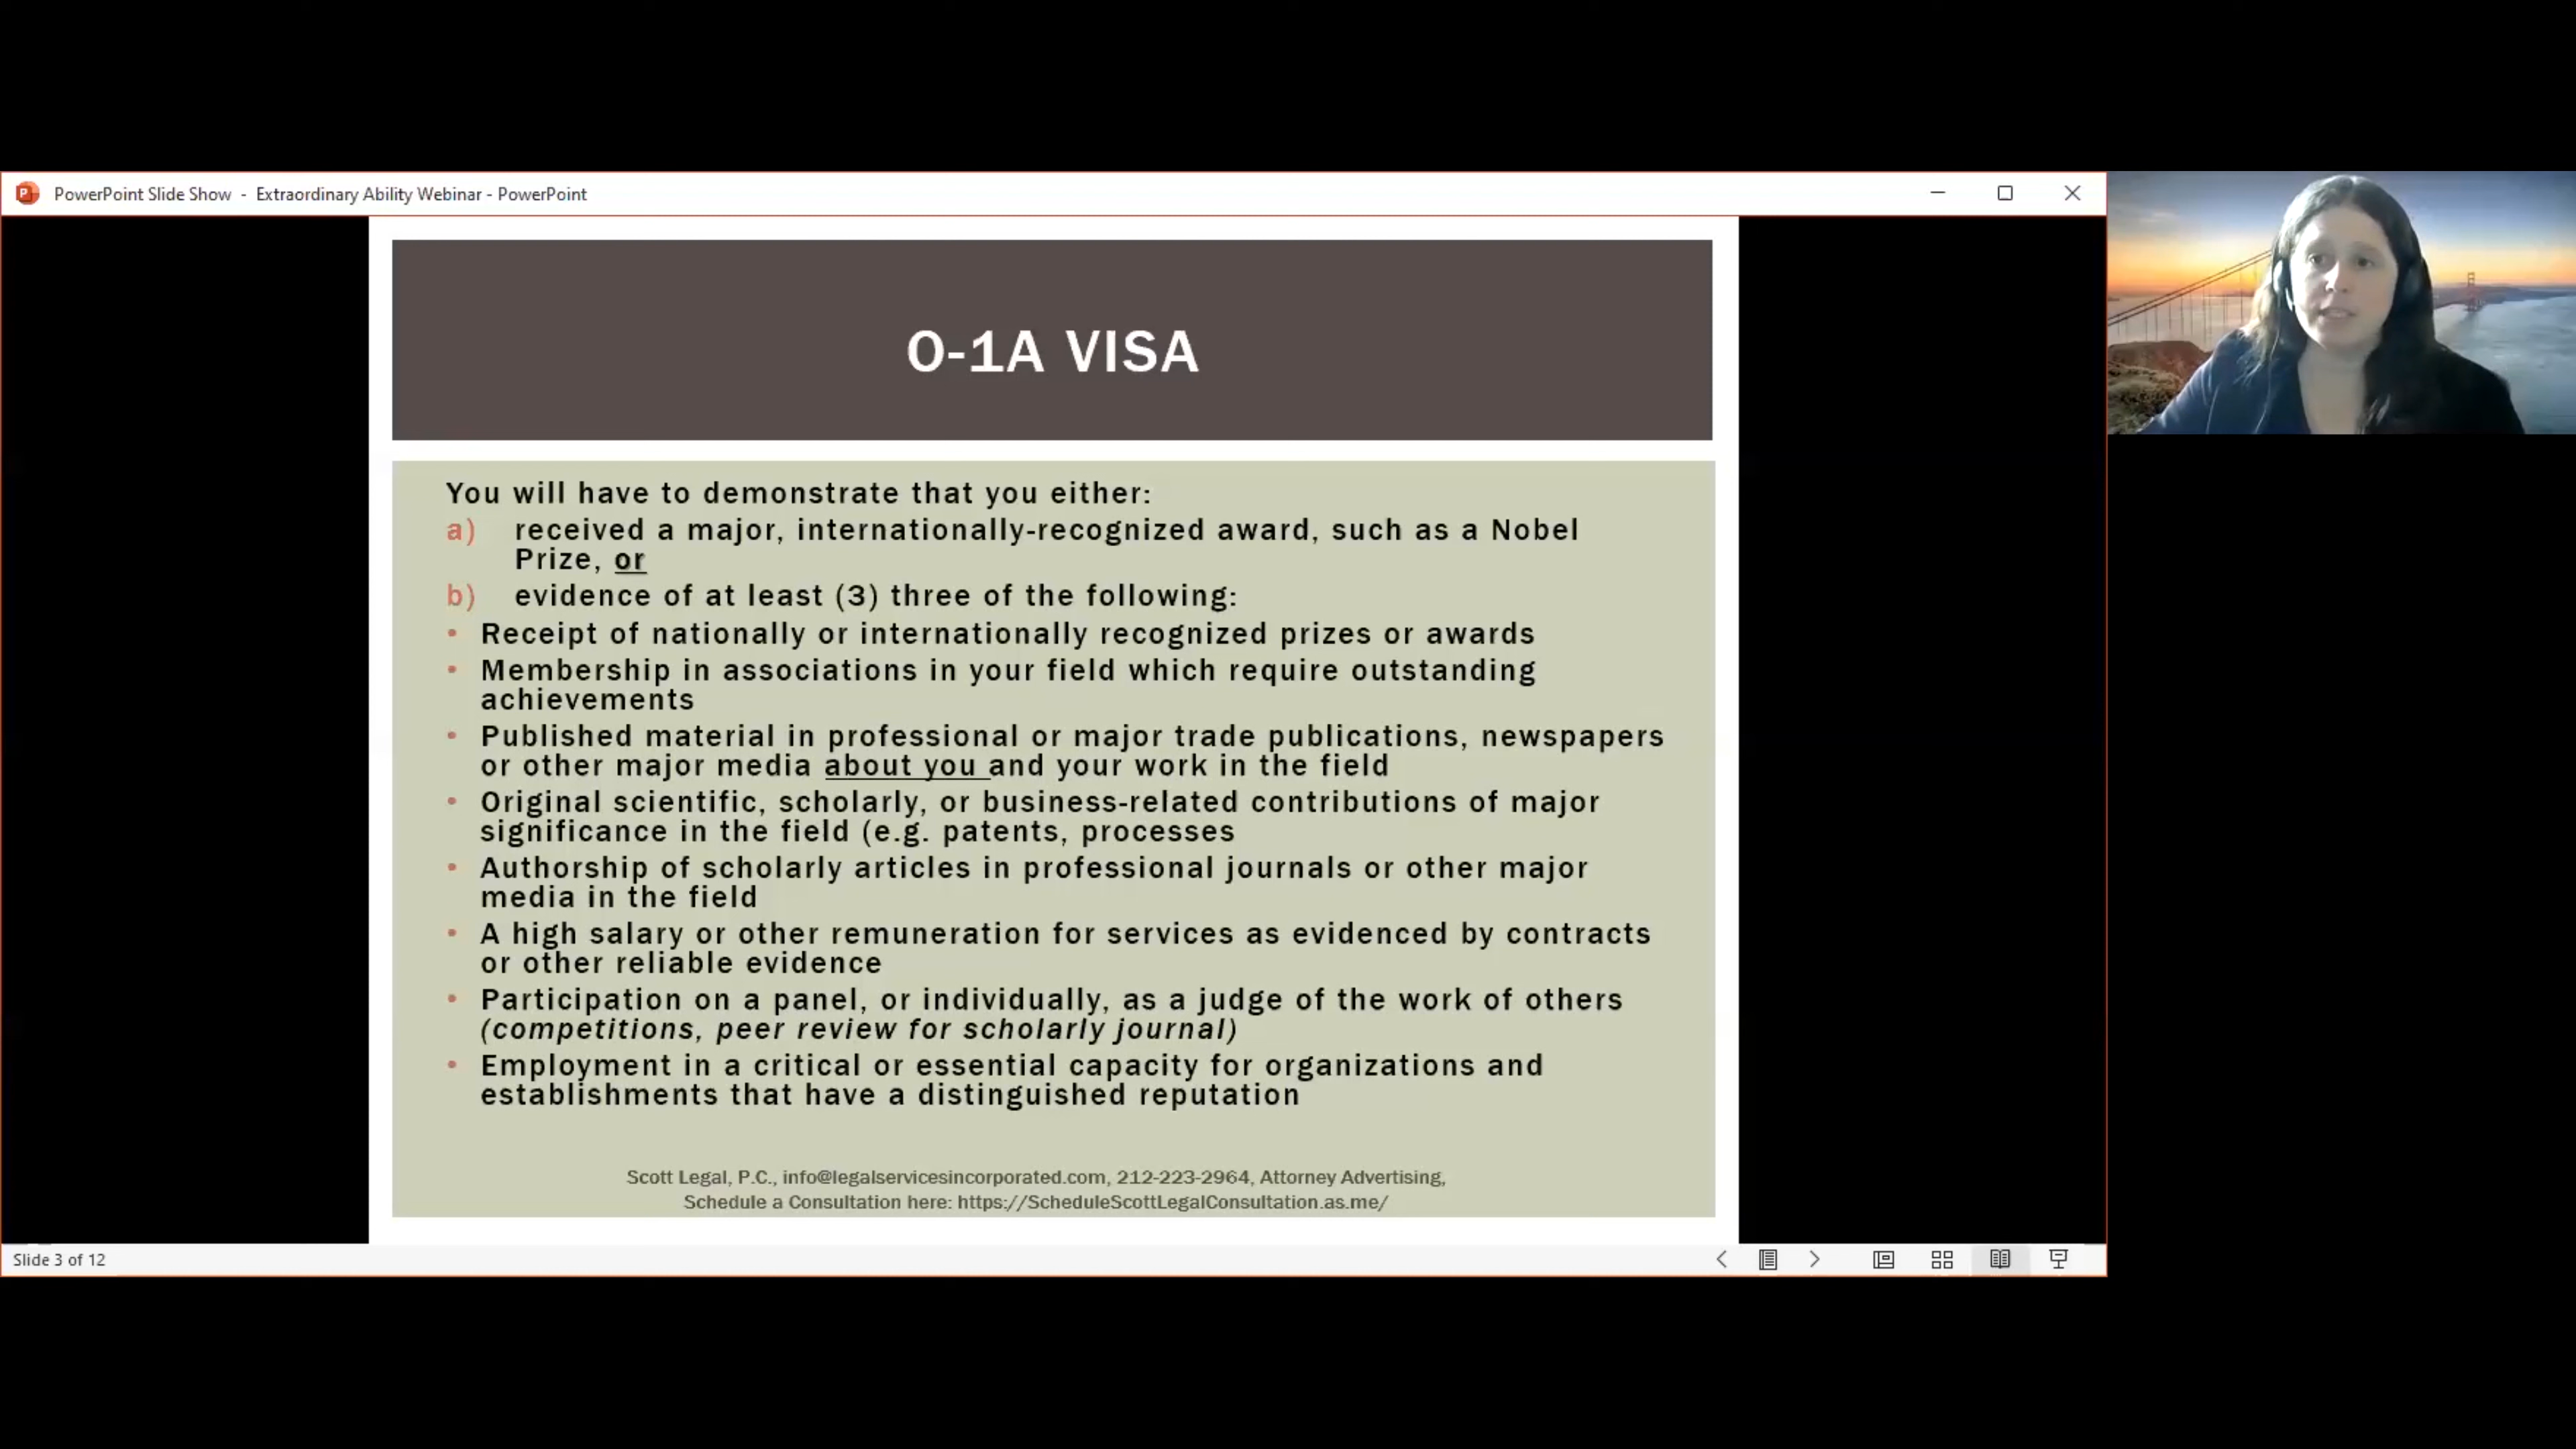 PowerPoint Slide Show - Extraordinary Ability Webinar - PowerPoint
O-1A VISA
You will have to demonstrate that you either:
a) received a major, internationally-recognized award, such as a Nobel
Prize, or
b) evidence of at least (3) three of the following:
• Receipt of nationally or internationally recognized prizes or awards
• Membership in associations in your field which require outstanding
achievements
• Published material in professional or major trade publications, newspapers
or other major media about you and your work in the field
• Original scientific, scholarly, or business-related contributions of major
significance in the field (e.g. patents, processes
• Authorship of scholarly articles in professional journals or other major
media in the field
• A high salary or other remuneration for services as evidenced by contracts
or other reliable evidence
• Participation on a panel, or individually, as a judge of the work of others
(competitions, peer review for scholarly journal)
• Employment in a critical or essential capacity for organizations and
establishments that have a distinguished reputation
Scott Legal, P.C., info@legalservicesincorporated.com, 212-223-2964, Attorney Advertising,
Schedule a Consultation here: https://ScheduleScottLegalConsultation.as.me/
Slide 3 of 12